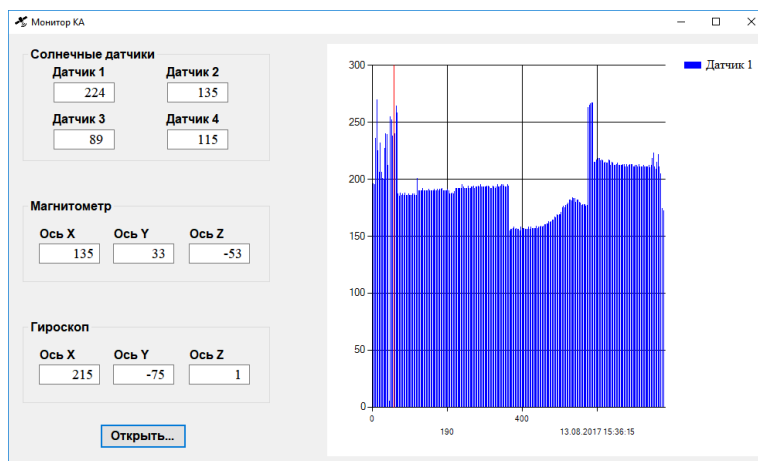 Монитор КА
Солнечные датчики
Датчик 1 Датчик 2
224 135
Датчик 3 Датчик 4
89 115
Магнитометр
Ось X Ось Y Ось Z
135 33 -53
Гироскоп
Ось X Ось Y Ось Z
215 -75 1
Открыть...
Датчик 1
300
250
200
150
100
50
0
0 400
190 13.08.2017 15:36:15